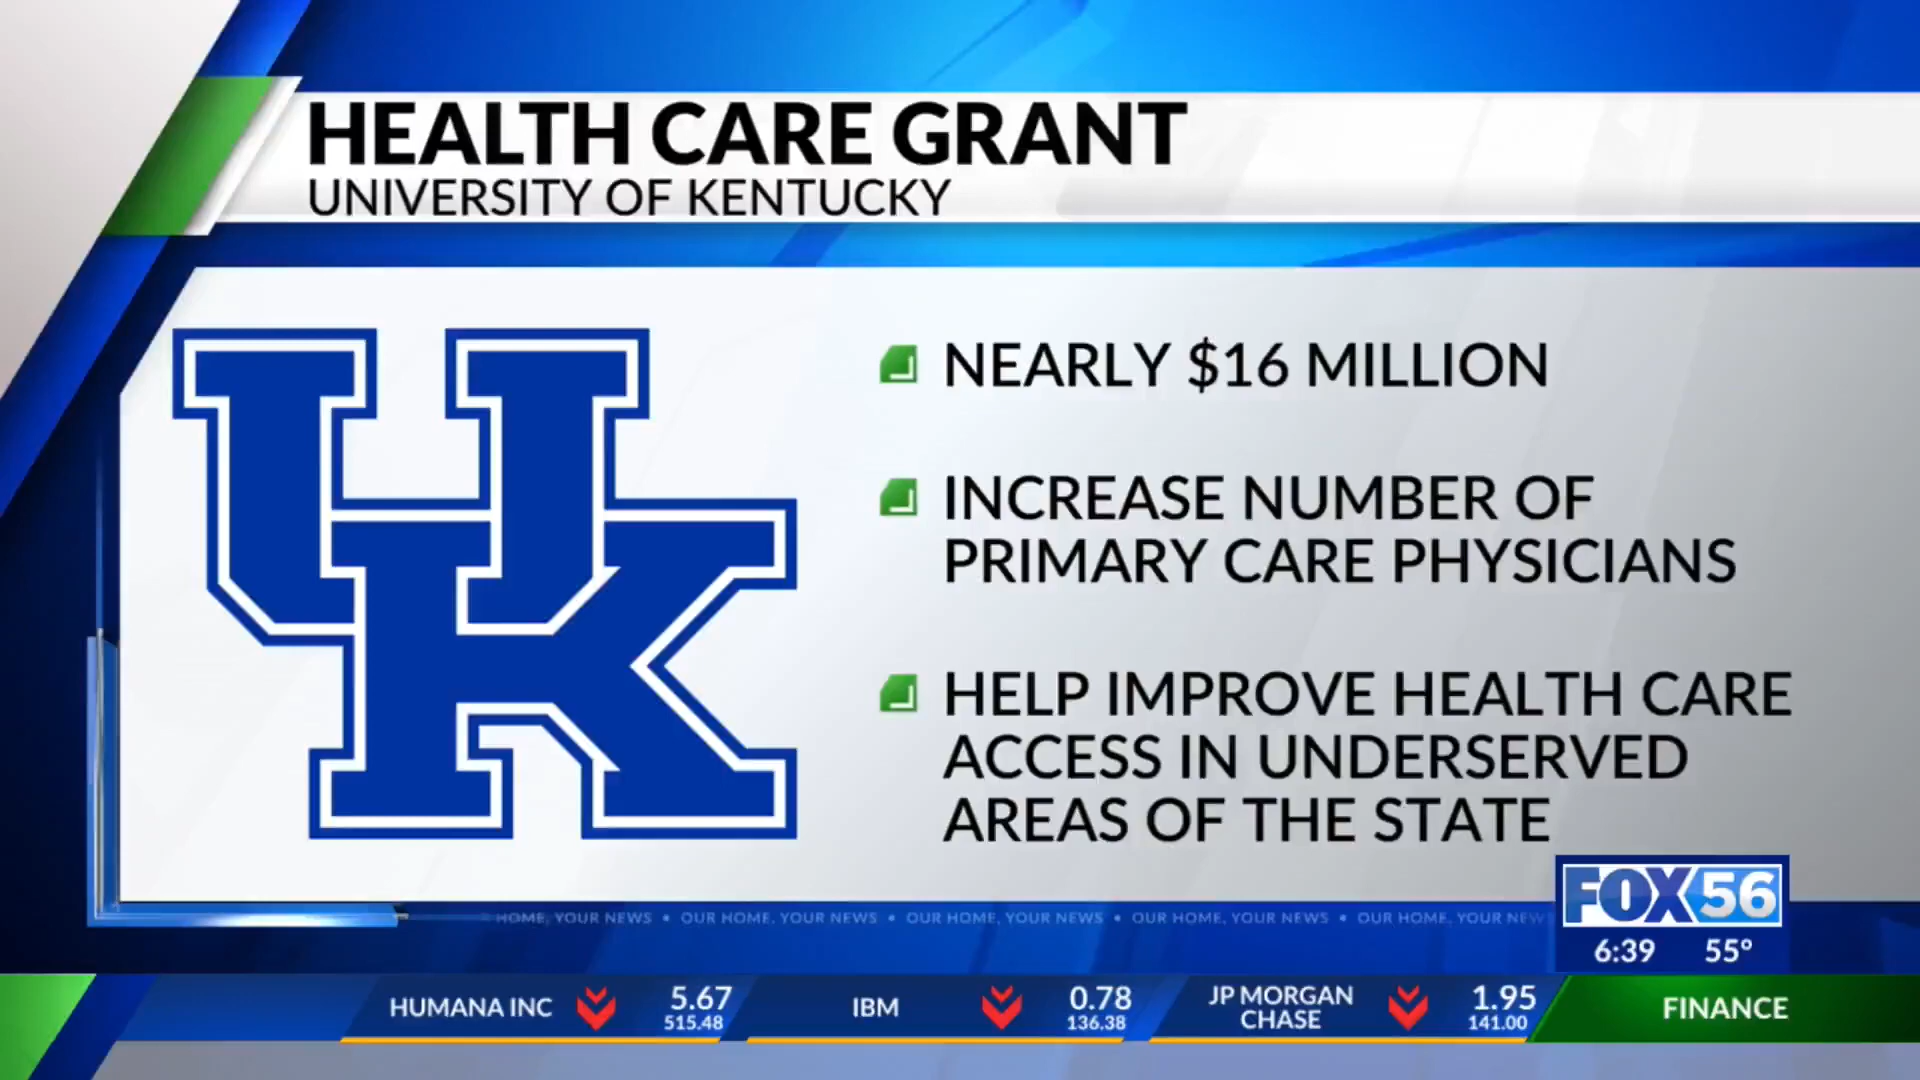 HEALTH CARE GRANT
UNIVERSITY OF KENTUCKY
UK
NEARLY $16 MILLION
INCREASE NUMBER OF
PRIMARY CARE PHYSICIANS
HELP IMPROVE HEALTH CARE
ACCESS IN UNDERSERVED
AREAS OF THE STATE
HOME, YOUR NEWS • OUR HOME, YOUR NEWS • OUR HOME, YOUR NEWS • OUR HOME, YOUR NEWS • OUR HOME, YOUR NEW
FOX 56
6:39 55°
HUMANA INC 5.67
515.48
IBM 0.78
136.38
JP MORGAN
CHASE 1.95
141.00
FINANCE